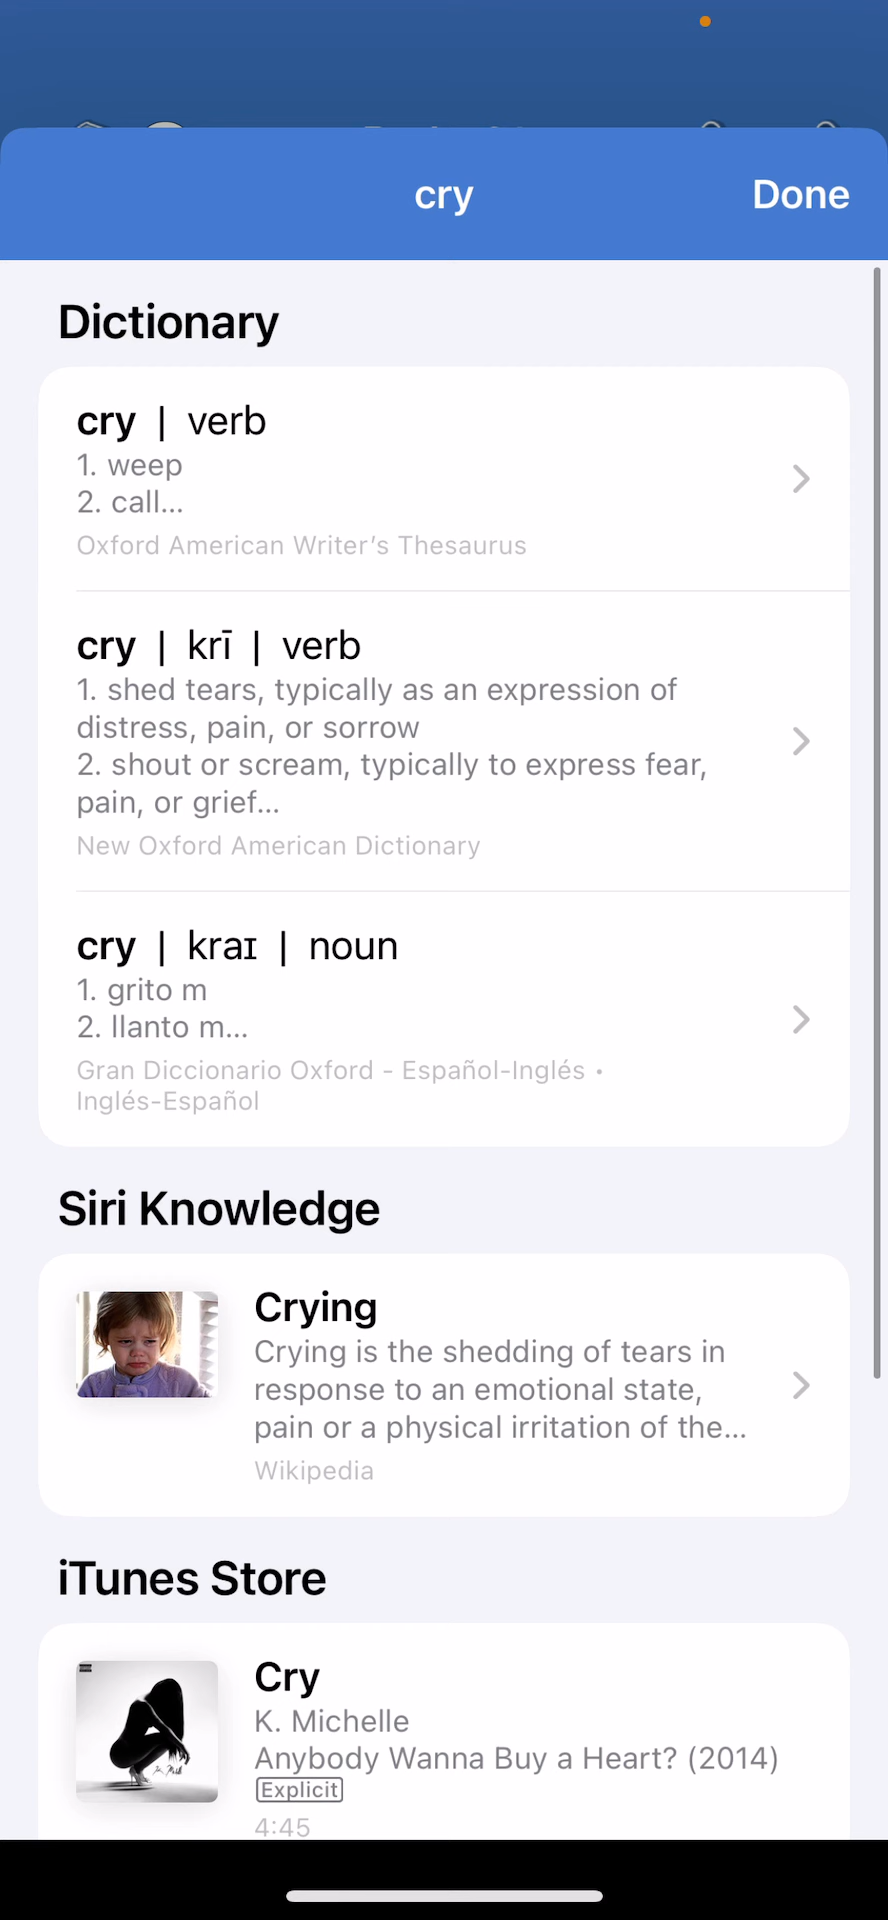 cry
Done
Dictionary
cry | verb
1. weep
2. call...
Oxford American Writer’s Thesaurus
cry | krī | verb
1. shed tears, typically as an expression of
distress, pain, or sorrow
2. shout or scream, typically to express fear,
pain, or grief...
New Oxford American Dictionary
cry | kraɪ | noun
1. grito m
2. llanto m...
Gran Diccionario Oxford - Español-Inglés •
Inglés-Español
Siri Knowledge
Crying
Crying is the shedding of tears in
response to an emotional state,
pain or a physical irritation of the...
Wikipedia
iTunes Store
Cry
K. Michelle
Anybody Wanna Buy a Heart? (2014)
Explicit
4:45